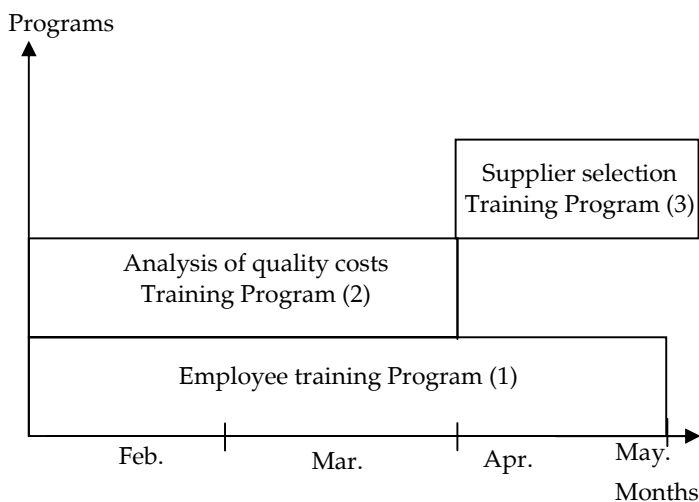 Programs
Supplier selection
Training Program (3)
Analysis of quality costs
Training Program (2)
Employee training Program (1)
Feb.
Mar.
Apr.
May.
Months